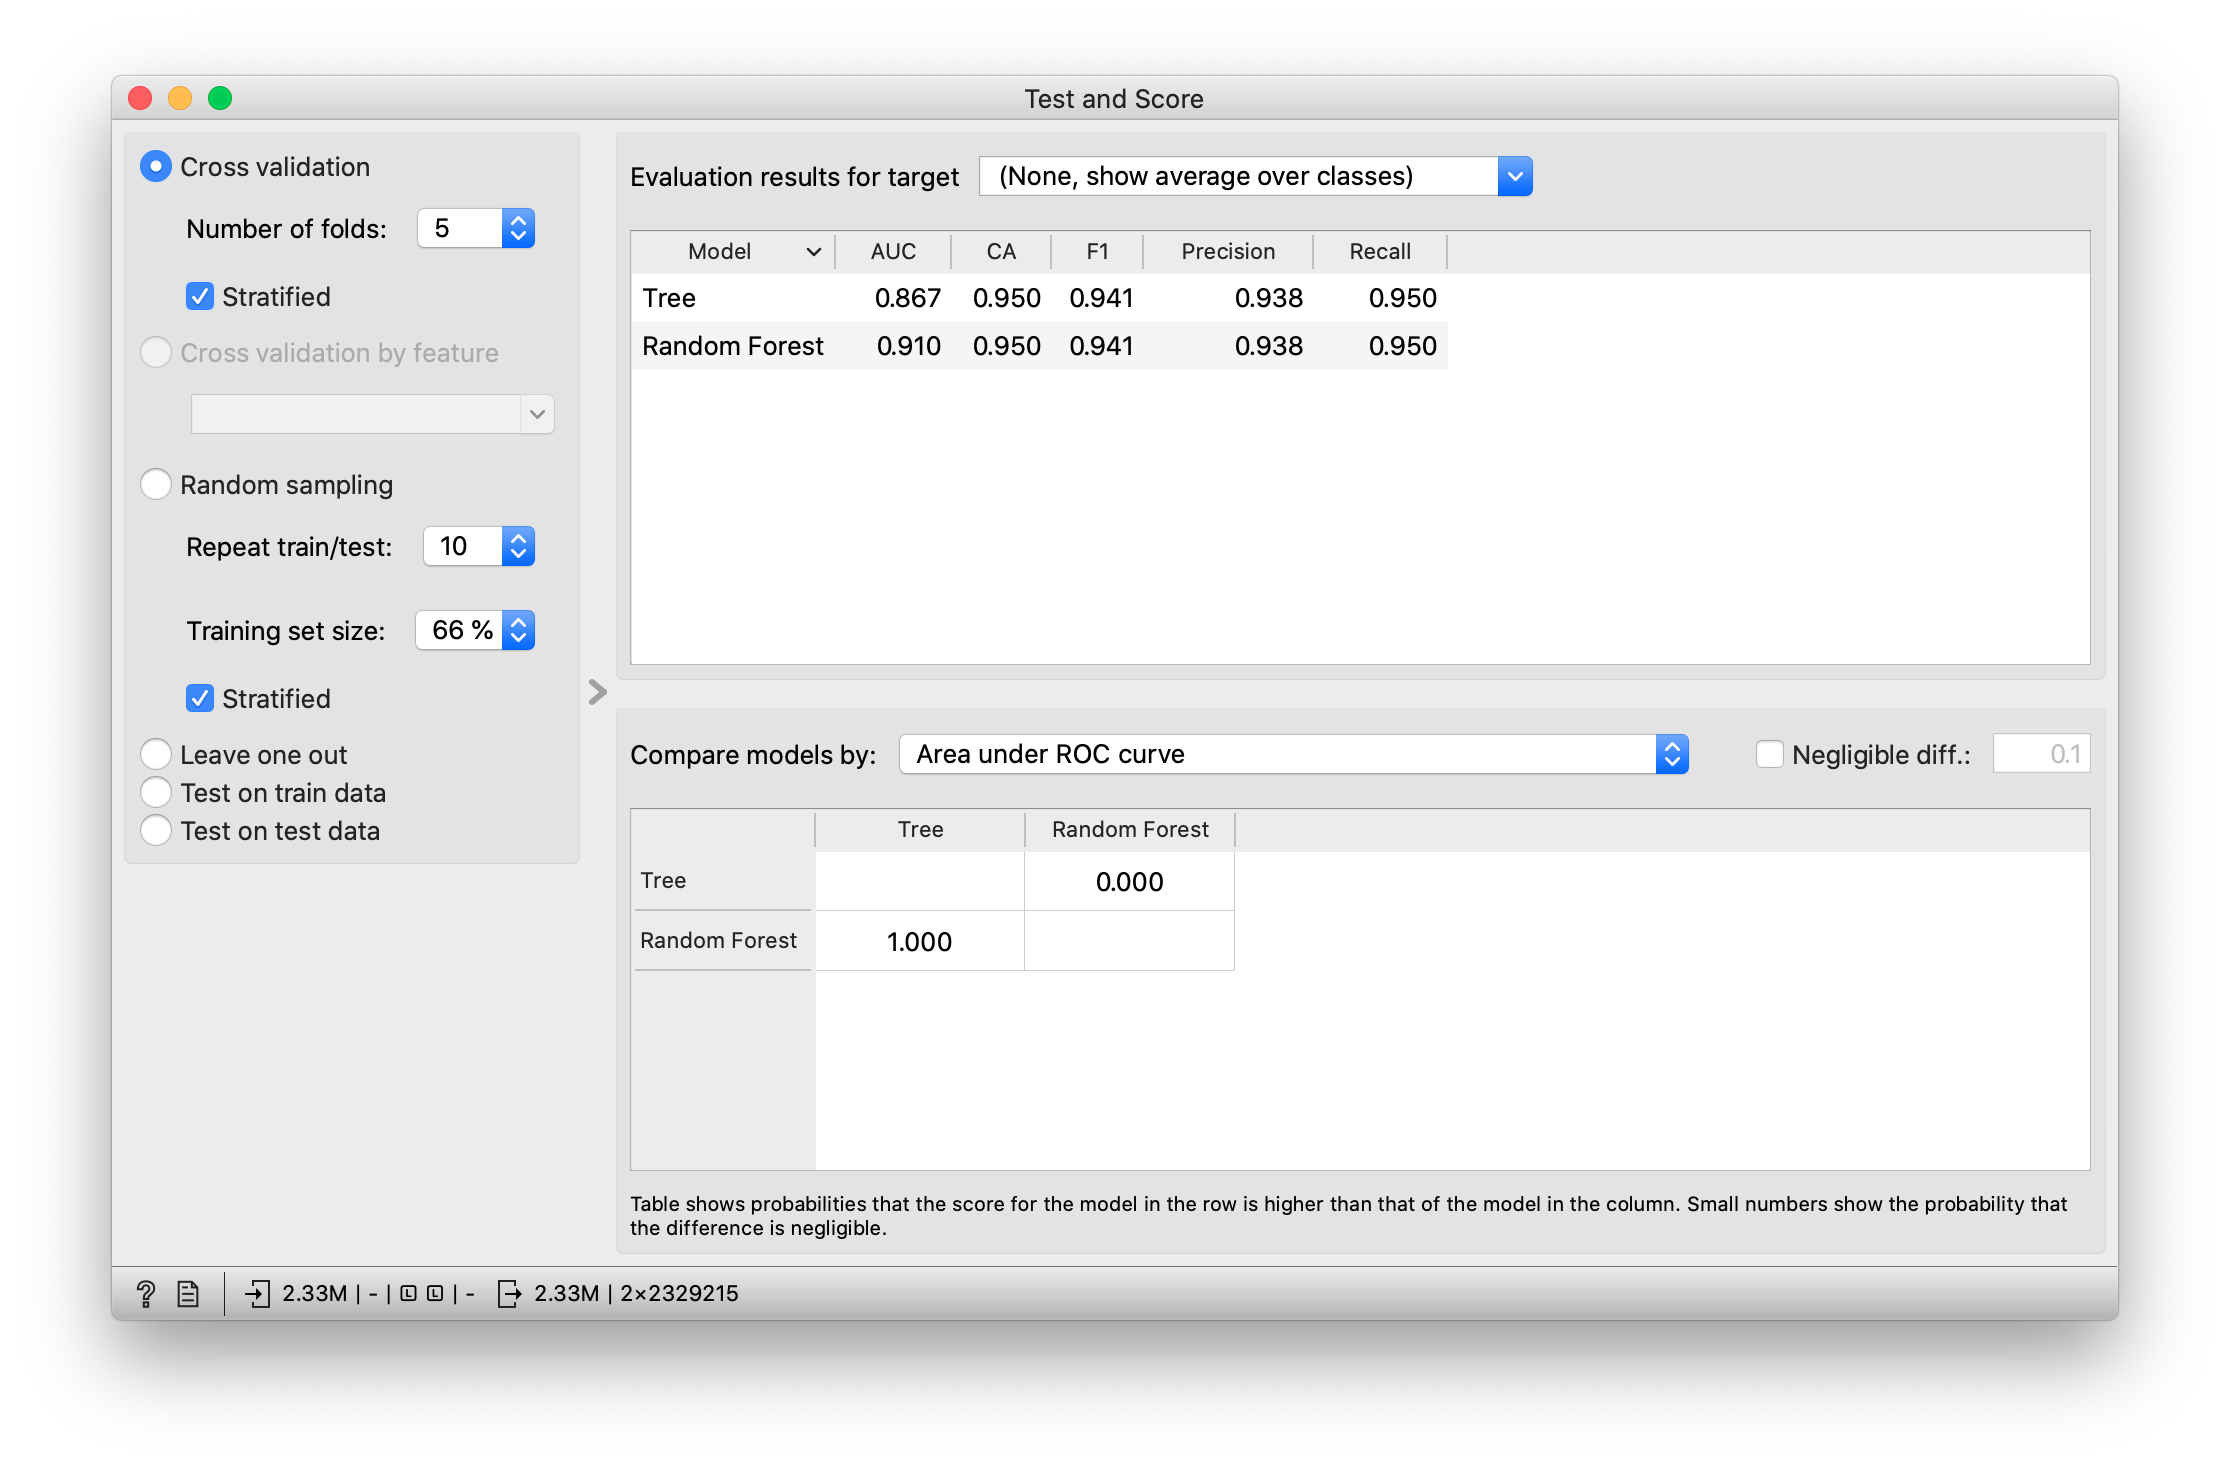 Test and Score
Cross validation
Number of folds: 5
Stratified
Cross validation by feature
Random sampling
Repeat train/test: 10
Training set size: 66 %
Stratified
Leave one out
Test on train data
Test on test data
Evaluation results for target (None, show average over classes)
Model AUC CA F1 Precision Recall
Tree 0.867 0.950 0.941 0.938 0.950
Random Forest 0.910 0.950 0.941 0.938 0.950
Compare models by: Area under ROC curve Negligible diff.: 0.1
Tree Random Forest
Tree 0.000
Random Forest 1.000
Table shows probabilities that the score for the model in the row is higher than that of the model in the column. Small numbers show the probability that
the difference is negligible.
? 2.33M | - | L L | - 2.33M | 2×2329215